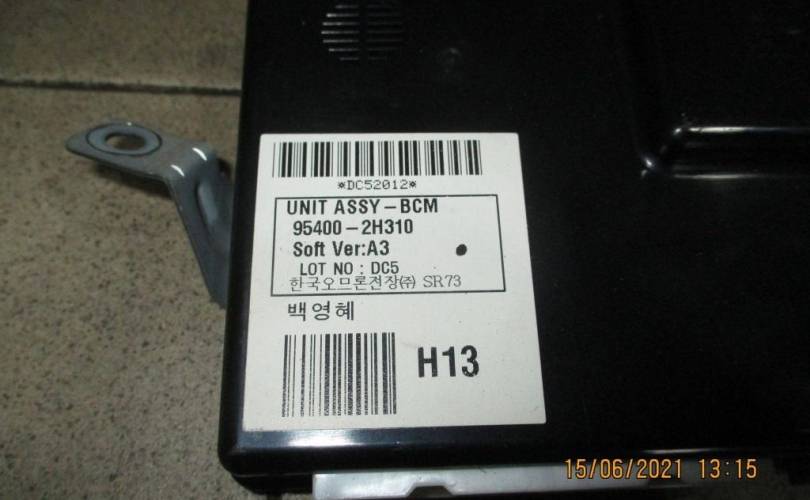 *DC52012*
UNIT ASSY-BCM
95400-2H310
Soft Ver:A3
LOT NO : DC5
한국오므론전장㈜ SR73
백영혜
H13
15/06/2021 13:15